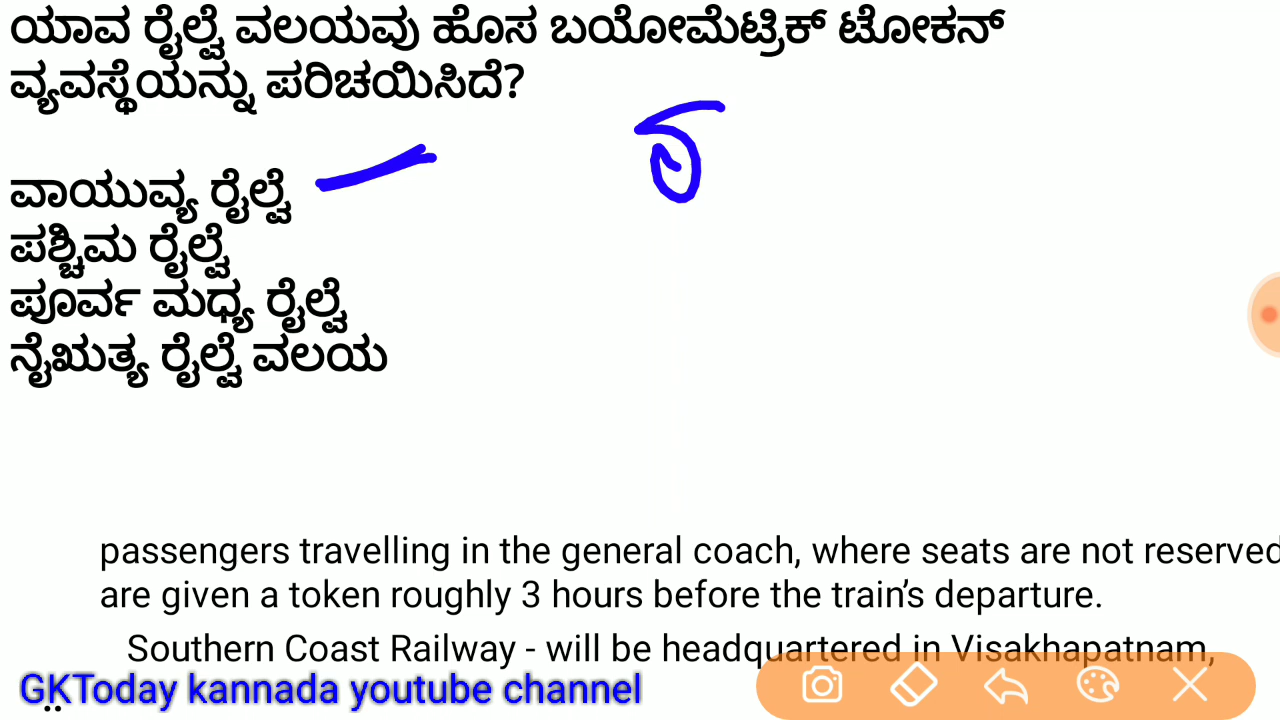 ಯಾವ ರೈಲ್ವೆ ವಲಯವು ಹೊಸ ಬಯೋಮೆಟ್ರಿಕ್ ಟೋಕನ್
ವ್ಯವಸ್ಥೆಯನ್ನು ಪರಿಚಯಿಸಿದೆ?
ವಾಯುವ್ಯ ರೈಲ್ವೆ
ಪಶ್ಚಿಮ ರೈಲ್ವೆ
ಪೂರ್ವ ಮಧ್ಯ ರೈಲ್ವೆ
ನೈಋತ್ಯ ರೈಲ್ವೆ ವಲಯ
passengers travelling in the general coach, where seats are not reserved
are given a token roughly 3 hours before the train's departure.
Southern Coast Railway - will be headquartered in Visakhapatnam,
GKToday kannada youtube channel